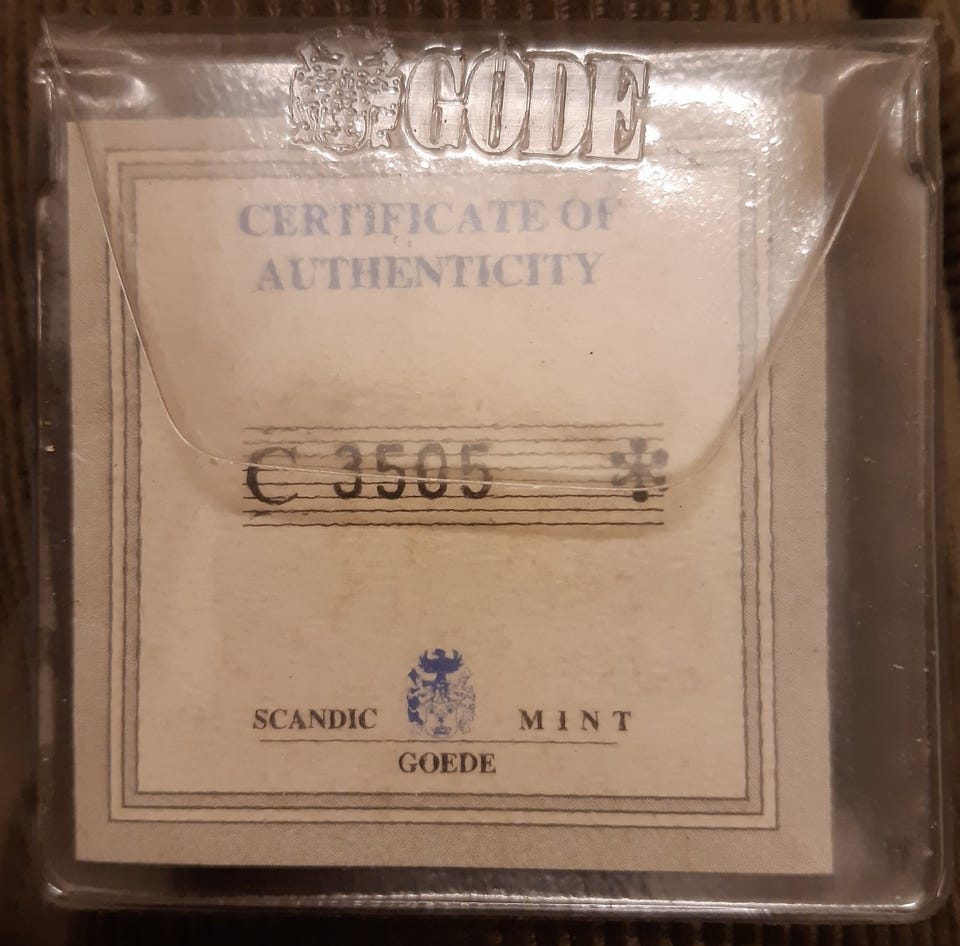 GÖDE
CERTIFICATE OF
AUTHENTICITY
C 3505 *
SCANDIC MINT
GOEDE